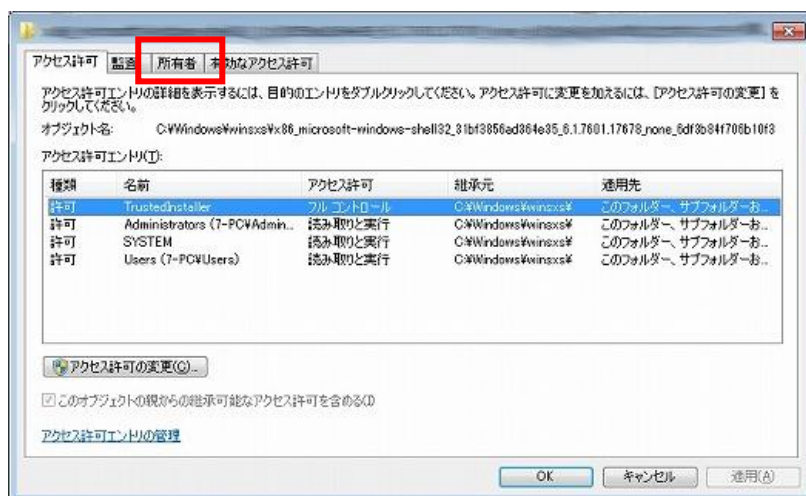 アクセス許可 監査 所有者 有効なアクセス許可
アクセス許可エントリの詳細を表示するには、目的のエントリをダブルクリックしてください。アクセス許可に変更を加えるには、[アクセス許可の変更] を
クリックしてください。
オブジェクト名: C:¥Windows¥winsxs¥x86_microsoft-windows-shell32_31bf3856ad364e35_6.1.7601.17678_none_6df3b84f706b10f3
アクセス許可エントリ(T):
種類 名前 アクセス許可 継承元 適用先
許可 TrustedInstaller フル コントロール C:¥Windows¥winsxs¥ このフォルダー、サブフォルダーお...
許可 Administrators (7-PC¥Admin... 読み取りと実行 C:¥Windows¥winsxs¥ このフォルダー、サブフォルダーお...
許可 SYSTEM 読み取りと実行 C:¥Windows¥winsxs¥ このフォルダー、サブフォルダーお...
許可 Users (7-PC¥Users) 読み取りと実行 C:¥Windows¥winsxs¥ このフォルダー、サブフォルダーお...
アクセス許可の変更(C)...
このオブジェクトの親からの継承可能なアクセス許可を含める(I)
アクセス許可エントリの管理
OK キャンセル 適用(A)